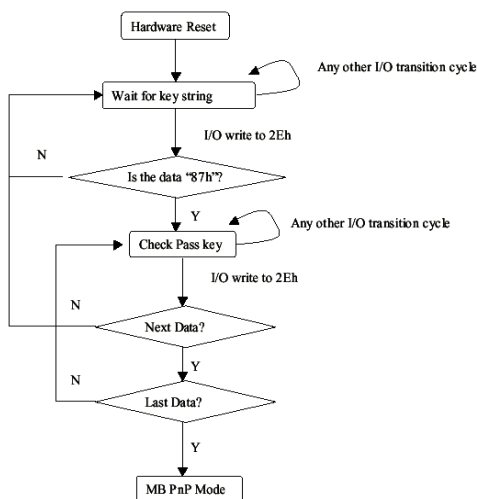 Hardware Reset
Any other I/O transition cycle
Wait for key string
I/O write to 2Eh
N
Is the data “87h”?
Y
Any other I/O transition cycle
Check Pass key
I/O write to 2Eh
N
Next Data?
Y
N
Last Data?
Y
MB PnP Mode